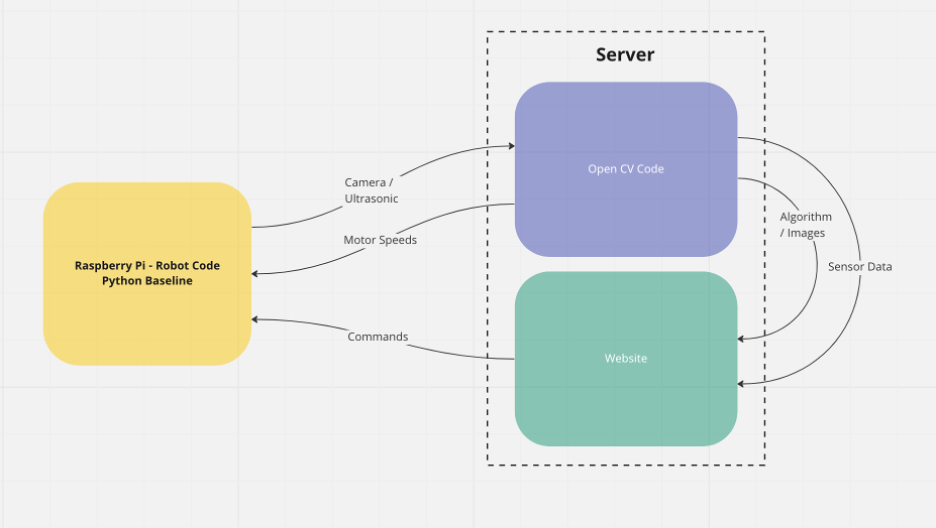 Server
Open CV Code
Camera /
Ultrasonic
Algorithm
/ Images
Motor Speeds
Raspberry Pi - Robot Code
Python Baseline
Sensor Data
Commands
Website